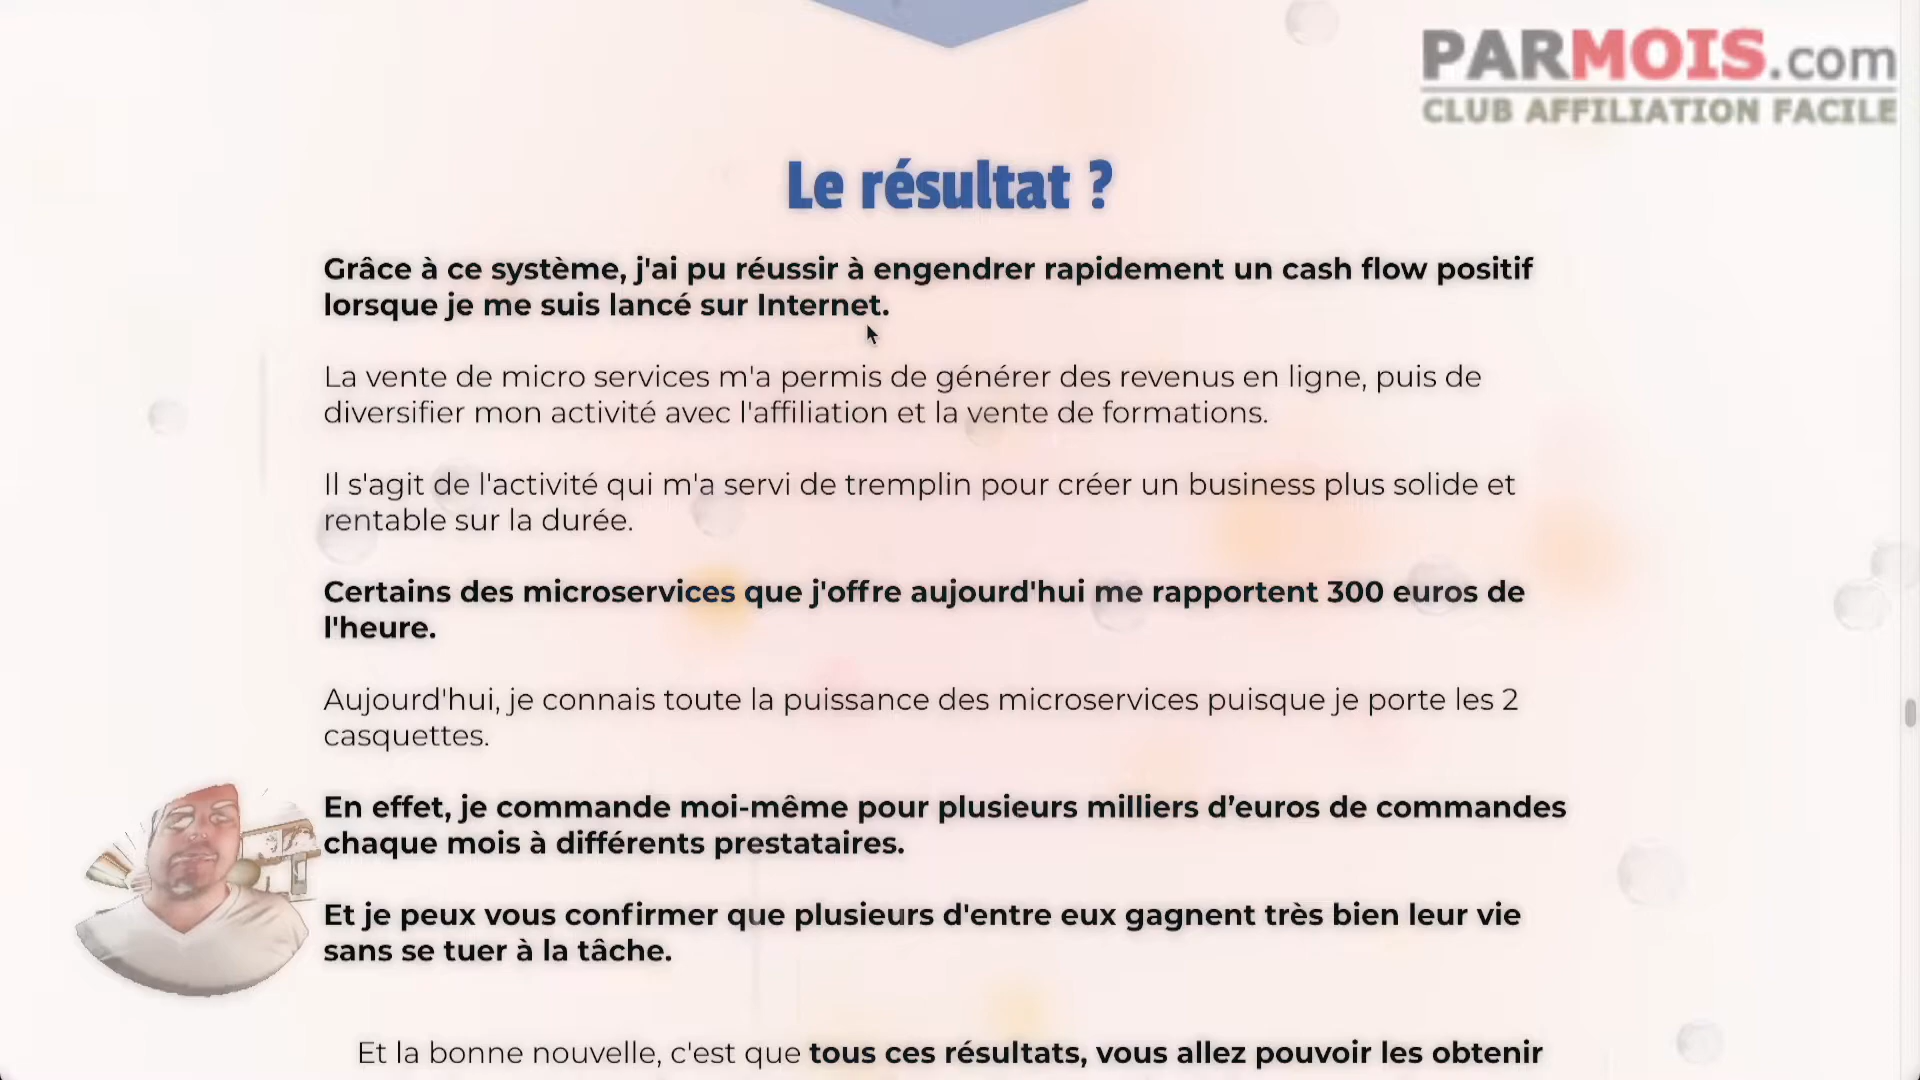 PARMOIS.com
CLUB AFFILIATION FACILE
Le résultat ?
Grâce à ce système, j'ai pu réussir à engendrer rapidement un cash flow positif
lorsque je me suis lancé sur Internet.
La vente de micro services m'a permis de générer des revenus en ligne, puis de
diversifier mon activité avec l'affiliation et la vente de formations.
Il s'agit de l'activité qui m'a servi de tremplin pour créer un business plus solide et
rentable sur la durée.
Certains des microservices que j'offre aujourd'hui me rapportent 300 euros de
l'heure.
Aujourd'hui, je connais toute la puissance des microservices puisque je porte les 2
casquettes.
En effet, je commande moi-même pour plusieurs milliers d’euros de commandes
chaque mois à différents prestataires.
Et je peux vous confirmer que plusieurs d'entre eux gagnent très bien leur vie
sans se tuer à la tâche.
Et la bonne nouvelle, c'est que tous ces résultats, vous allez pouvoir les obtenir